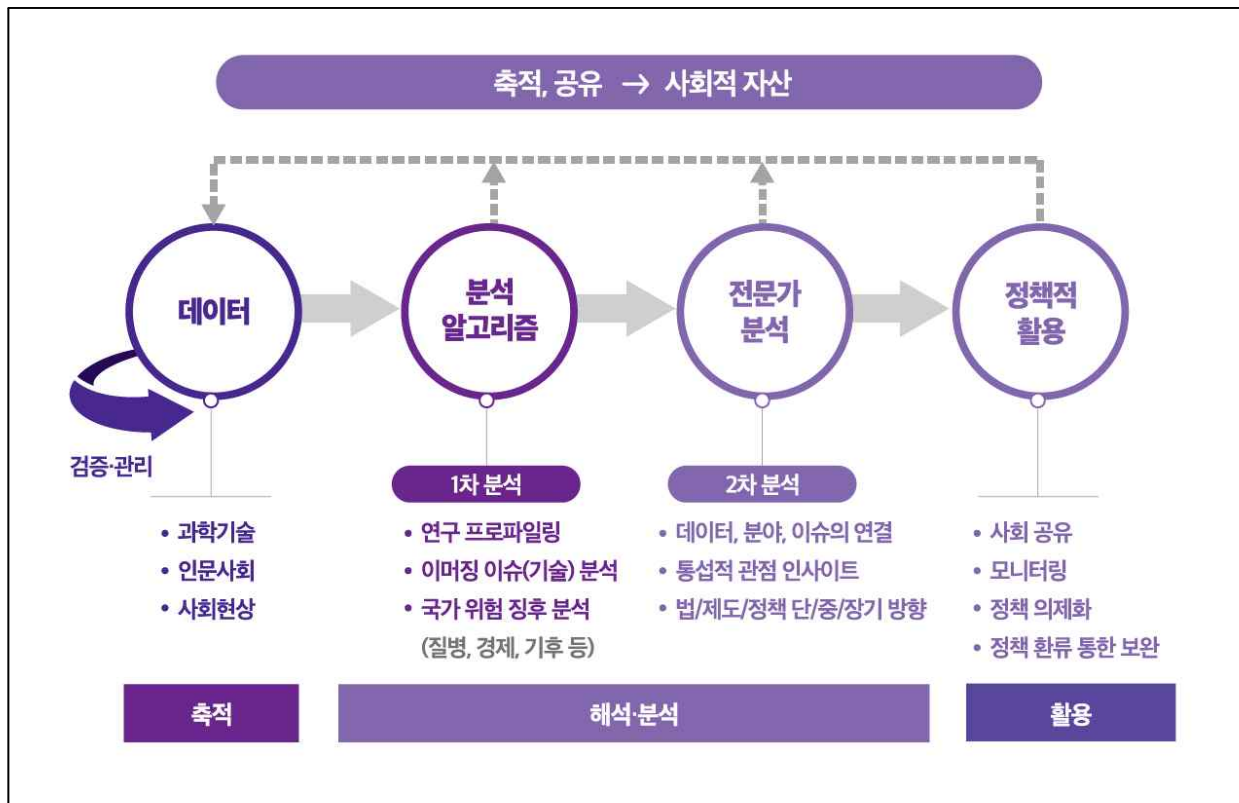 축적, 공유 → 사회적 자산
데이터
분석
알고리즘
전문가
분석
정책적
활용
검증·관리
• 과학기술
• 인문사회
• 사회현상
1차 분석
• 연구 프로파일링
• 이머징 이슈(기술) 분석
• 국가 위험 징후 분석
(질병, 경제, 기후 등)
2차 분석
• 데이터, 분야, 이슈의 연결
• 통섭적 관점 인사이트
• 법/제도/정책 단/중/장기 방향
• 사회 공유
• 모니터링
• 정책 의제화
• 정책 환류 통한 보완
축적
해석·분석
활용